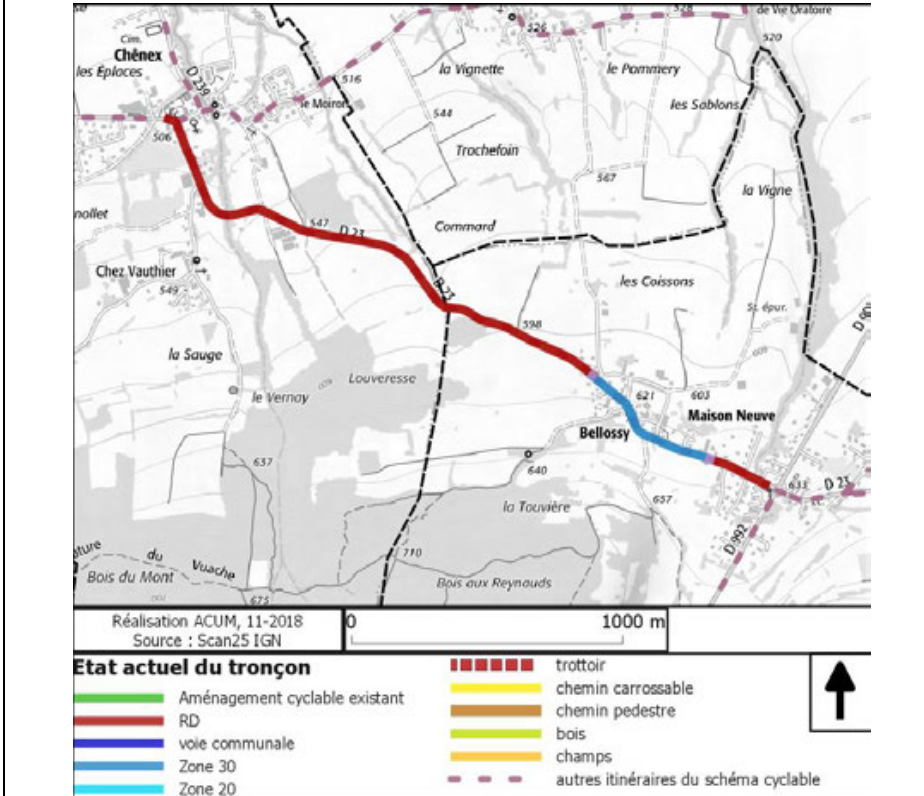 de Vie Oratoire
528
526
520
Cim.
Chênex
les Eplaces
D 239
516
la Vignette
le Pommery
le Moiron
les Sablons
544
506
Trochefoin
567
la Vigne
nollet
547
D 23
Commard
Chez Vauthier
549
D 23
les Coissons
St. épur.
598
la Sauge
609
Louveresse
le Vernay
621
603
Maison Neuve
Bellossy
637
640
633
D 23
657
la Touvière
D 992
710
du
Vuache
Bois du Mont
Bois aux Reynauds
675
Réalisation ACUM, 11-2018
Source : Scan25 IGN
0
1000 m
Etat actuel du tronçon
Aménagement cyclable existant
RD
voie communale
Zone 30
Zone 20
trottoir
chemin carrossable
chemin pedestre
bois
champs
autres itinéraires du schéma cyclable